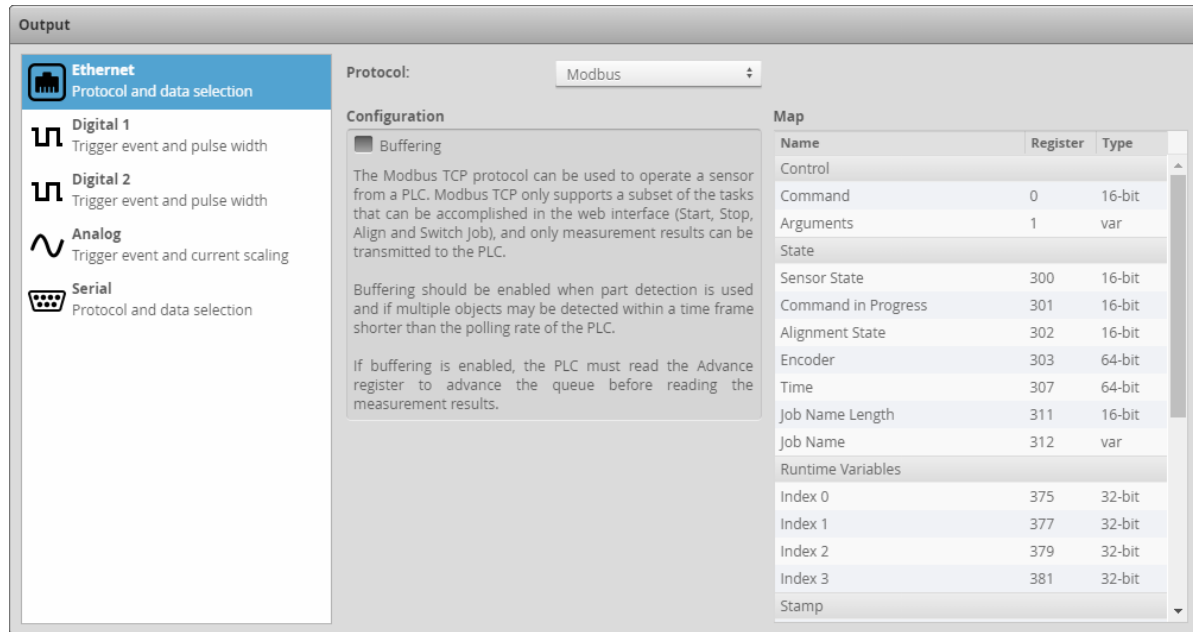 Output
Ethernet
Protocol and data selection
Digital 1
Trigger event and pulse width
Digital 2
Trigger event and pulse width
Analog
Trigger event and current scaling
Serial
Protocol and data selection
Protocol:
Modbus
Configuration
Buffering
The Modbus TCP protocol can be used to operate a sensor
from a PLC. Modbus TCP only supports a subset of the tasks
that can be accomplished in the web interface (Start, Stop,
Align and Switch Job), and only measurement results can be
transmitted to the PLC.
Buffering should be enabled when part detection is used
and if multiple objects may be detected within a time frame
shorter than the polling rate of the PLC.
If buffering is enabled, the PLC must read the Advance
register to advance the queue before reading the
measurement results.
Map
Name Register Type
Control
Command 0 16-bit
Arguments 1 var
State
Sensor State 300 16-bit
Command in Progress 301 16-bit
Alignment State 302 16-bit
Encoder 303 64-bit
Time 307 64-bit
Job Name Length 311 16-bit
Job Name 312 var
Runtime Variables
Index 0 375 32-bit
Index 1 377 32-bit
Index 2 379 32-bit
Index 3 381 32-bit
Stamp